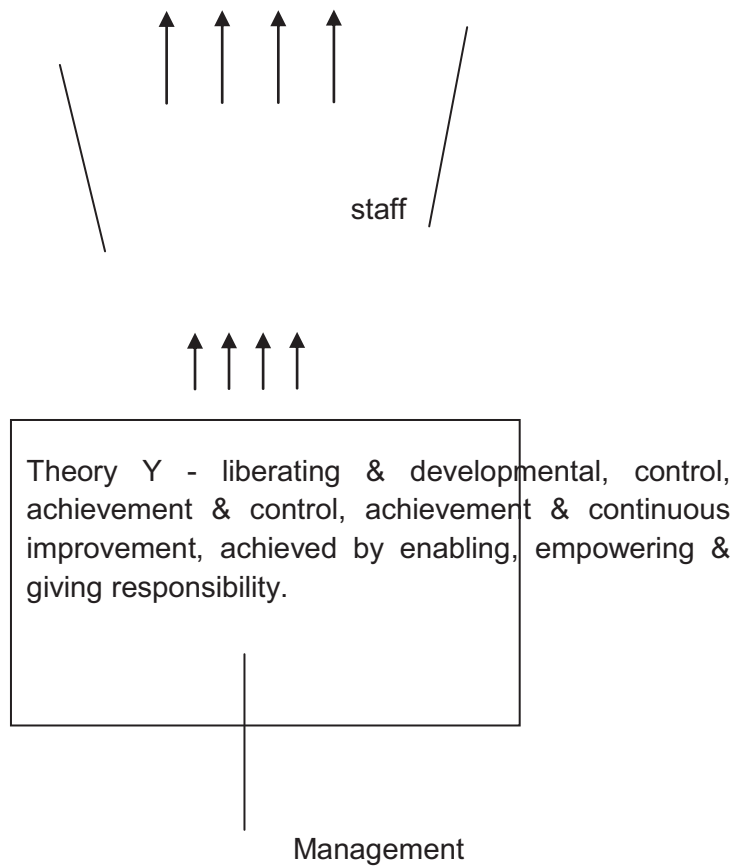 staff
Theory Y - liberating & developmental, control,
achievement & control, achievement & continuous
improvement, achieved by enabling, empowering &
giving responsibility.
Management